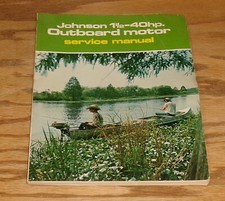 Johnson 1½-40hp.
Outboard motor
service manual